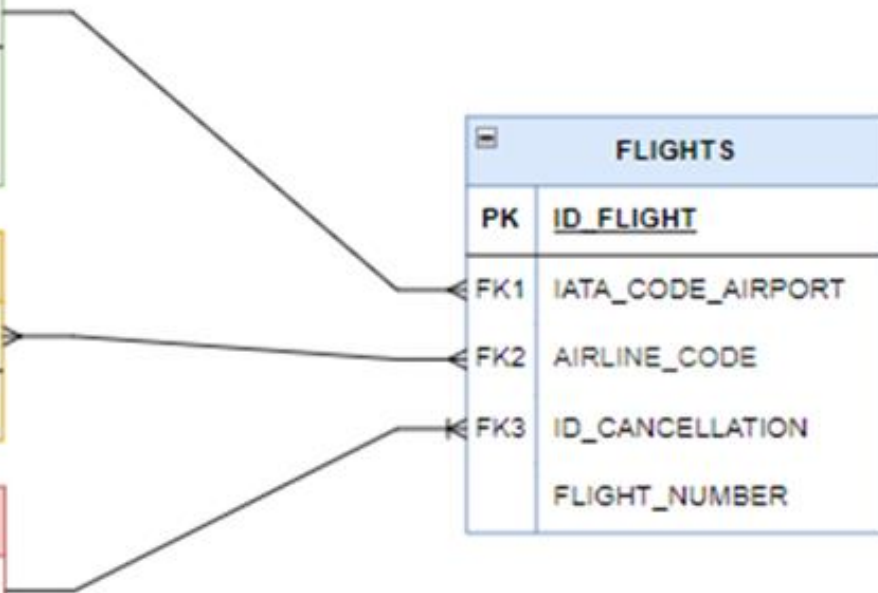 FLIGHTS
PK ID_FLIGHT
FK1 IATA_CODE_AIRPORT
FK2 AIRLINE_CODE
FK3 ID_CANCELLATION
FLIGHT_NUMBER